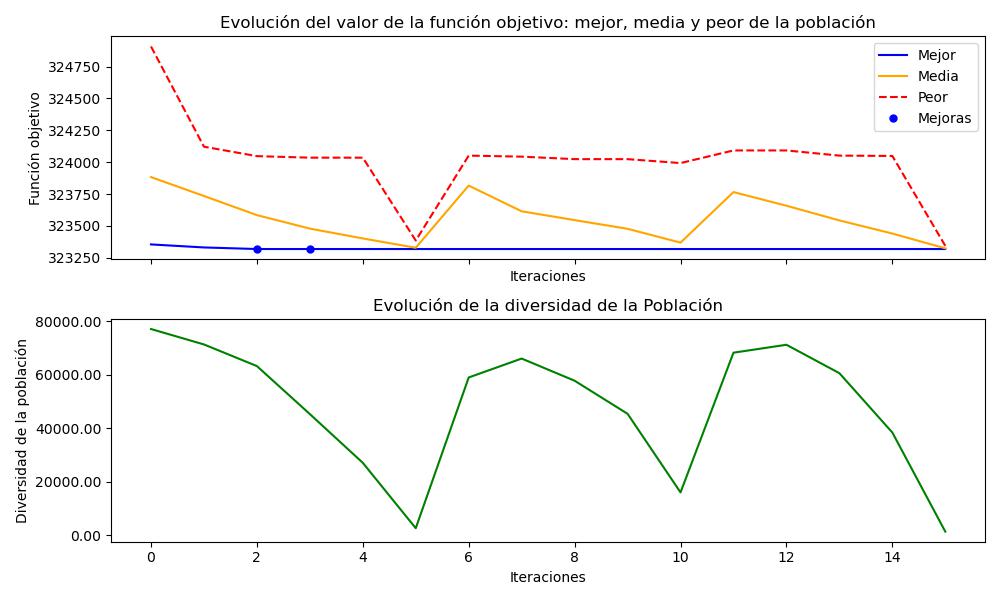 Evolución del valor de la función objetivo: mejor, media y peor de la población
Función objetivo
324750
324500
324250
324000
323750
323500
323250
Mejor
Media
Peor
Mejoras
Iteraciones
Evolución de la diversidad de la Población
Diversidad de la población
80000.00
60000.00
40000.00
20000.00
0.00
0 2 4 6 8 10 12 14
Iteraciones